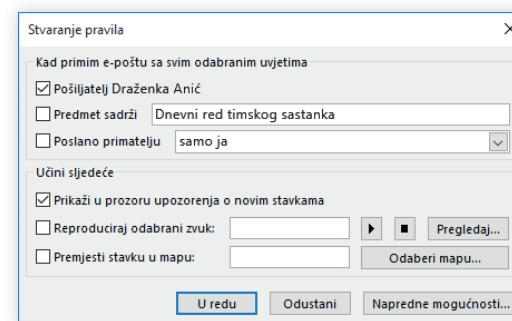 Stvaranje pravila
Kad primim e-poštu sa svim odabranim uvjetima
Pošiljatelj Draženka Anić
Predmet sadrži Dnevni red timskog sastanka
Poslano primatelju samo ja
Učini sljedeće
Prikaži u prozoru upozorenja o novim stavkama
Reproduciraj odabrani zvuk: Pregledaj...
Premjesti stavku u mapu: Odaberi mapu...
U redu Odustani Napredne mogućnosti...